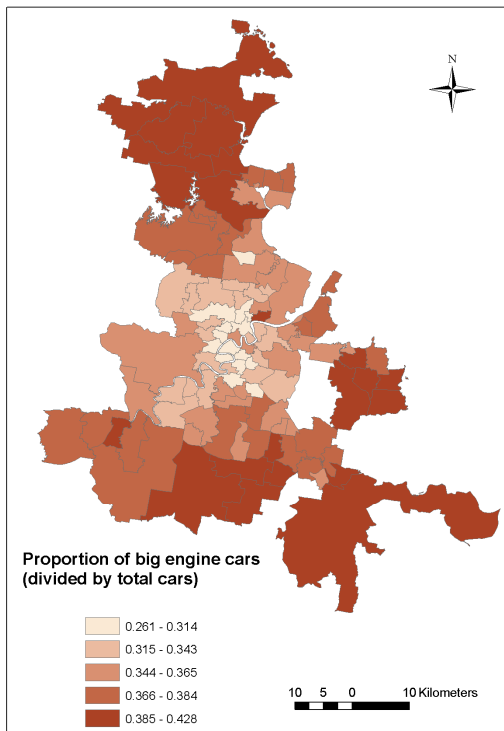 N
Proportion of big engine cars
(divided by total cars)
0.261 - 0.314
0.315 - 0.343
0.344 - 0.365
0.366 - 0.384
0.385 - 0.428
10 5 0 10 Kilometers